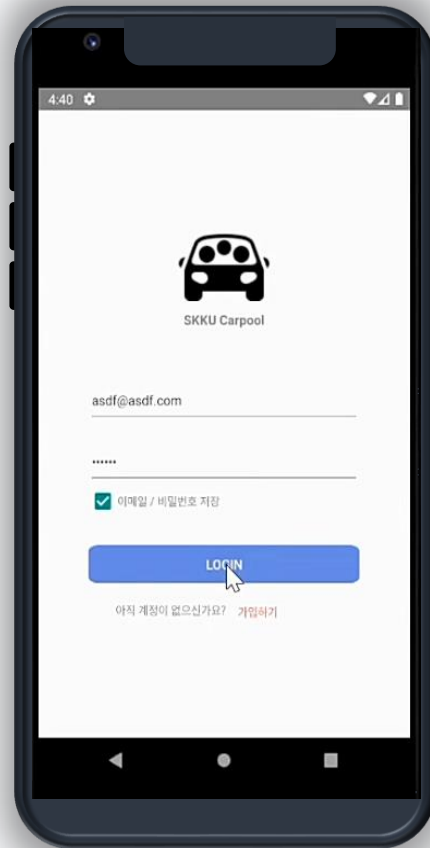 4:40
SKKU Carpool
asdf@asdf.com
••••••
이메일 / 비밀번호 저장
LOGIN
아직 계정이 없으신가요? 가입하기